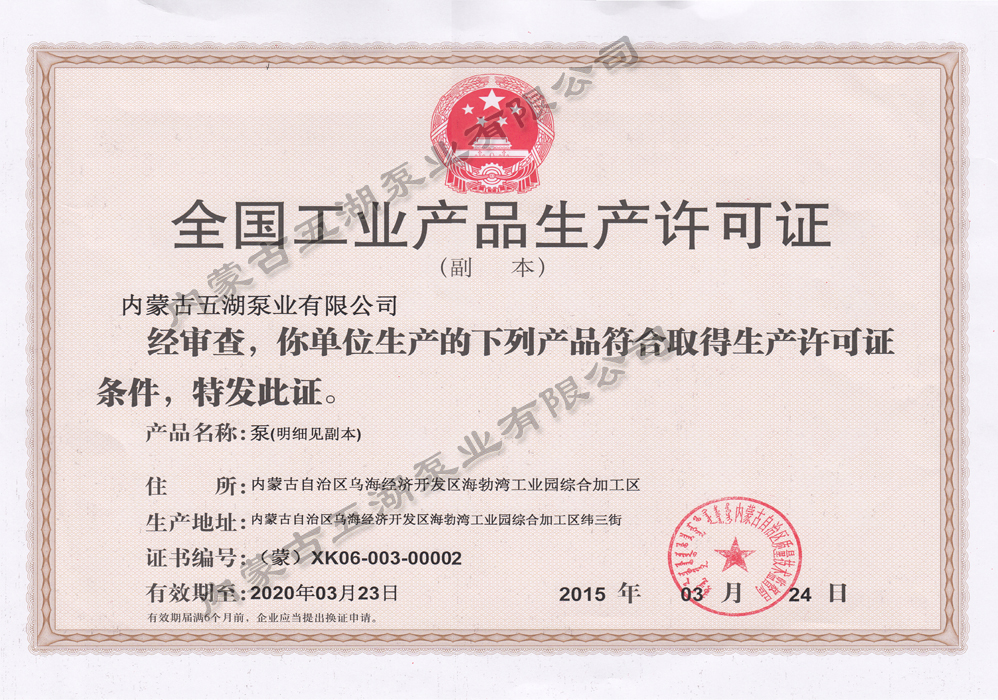 全国工业产品生产许可证
（副 本）
内蒙古五湖泵业有限公司
经审查，你单位生产的下列产品符合取得生产许可证
条件，特发此证。
产品名称：泵(明细见副本)
住 所：内蒙古自治区乌海经济开发区海勃湾工业园综合加工区
生产地址：内蒙古自治区乌海经济开发区海勃湾工业园综合加工区纬三街
证书编号：（蒙）XK06-003-00002
有效期至：2020年03月23日
2015 年 03 月 24 日
有效期届满6个月前，企业应当提出换证申请。
内蒙古自治区质量技术监督局
内蒙古五湖泵业有限公司
内蒙古五湖泵业有限公司